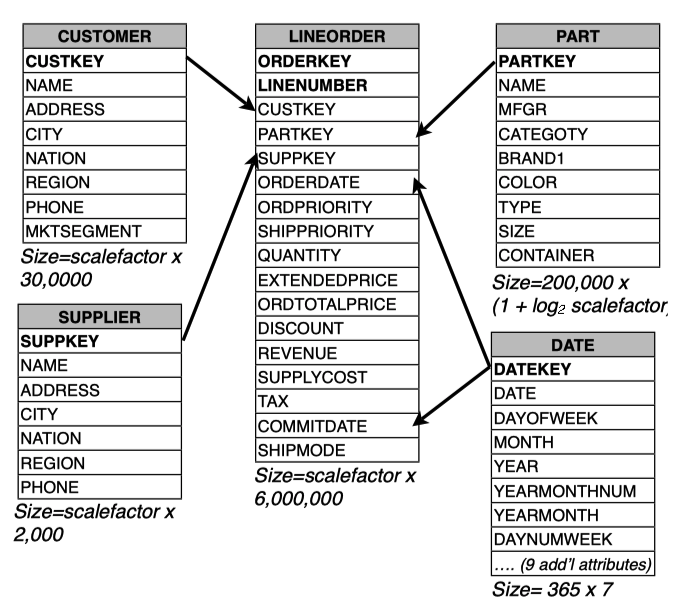 CUSTOMER
CUSTKEY
NAME
ADDRESS
CITY
NATION
REGION
PHONE
MKTSEGMENT
Size=scalefactor x
30,0000
SUPPLIER
SUPPKEY
NAME
ADDRESS
CITY
NATION
REGION
PHONE
Size=scalefactor x
2,000
LINEORDER
ORDERKEY
LINENUMBER
CUSTKEY
PARTKEY
SUPPKEY
ORDERDATE
ORDPRIORITY
SHIPPRIORITY
QUANTITY
EXTENDEDPRICE
ORDTOTALPRICE
DISCOUNT
REVENUE
SUPPLYCOST
TAX
COMMITDATE
SHIPMODE
Size=scalefactor x
6,000,000
PART
PARTKEY
NAME
MFGR
CATEGOTY
BRAND1
COLOR
TYPE
SIZE
CONTAINER
Size=200,000 x
(1 + log₂ scalefactor
DATE
DATEKEY
DATE
DAYOFWEEK
MONTH
YEAR
YEARMONTHNUM
YEARMONTH
DAYNUMWEEK
.... (9 add'l attributes)
Size= 365 x 7